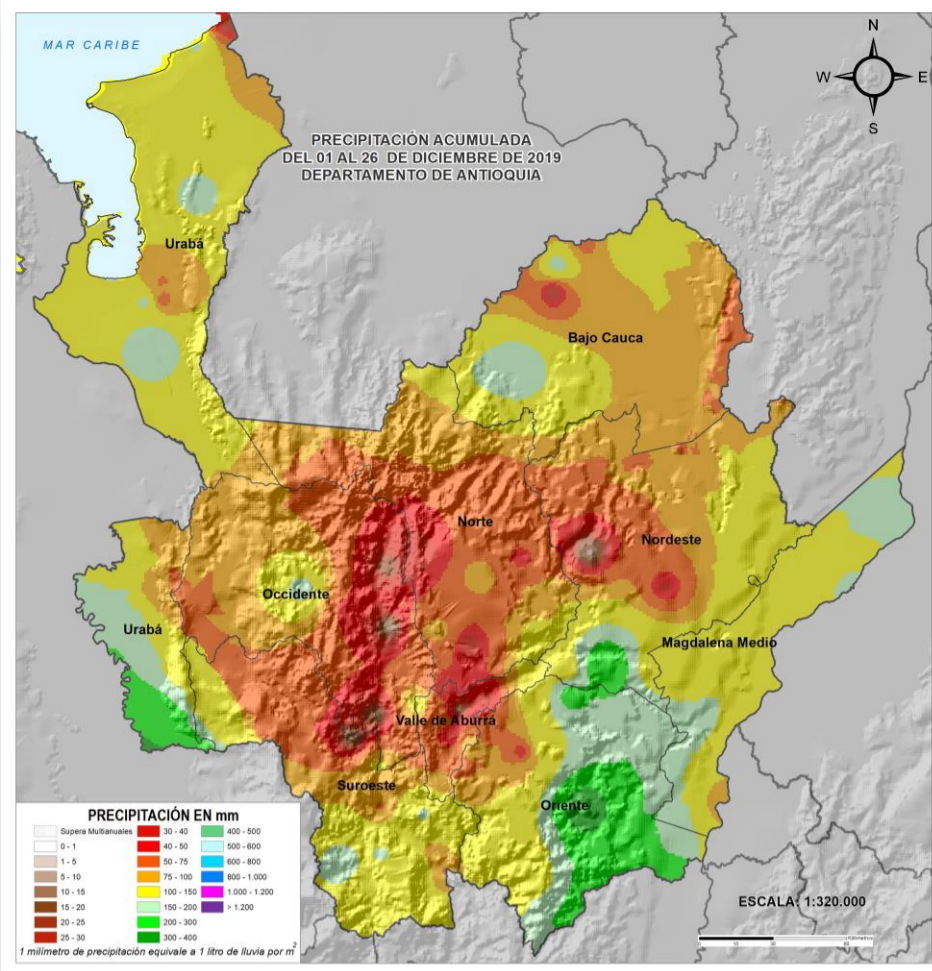 MAR CARIBE
N
W
E
S
PRECIPITACIÓN ACUMULADA
DEL 01 AL 26 DE DICIEMBRE DE 2019
DEPARTAMENTO DE ANTIOQUIA
Urabá
Bajo Cauca
Norte
Nordeste
Occidente
Urabá
Magdalena Medio
Valle de Aburrá
Suroeste
Oriente
PRECIPITACIÓN EN mm
Supera Multianuales
0 - 1
1 - 5
5 - 10
10 - 15
15 - 20
20 - 25
25 - 30
30 - 40
40 - 50
50 - 75
75 - 100
100 - 150
150 - 200
200 - 300
300 - 400
400 - 500
500 - 600
600 - 800
800 - 1.000
1.000 - 1.200
> 1.200
1 milímetro de precipitación equivale a 1 litro de lluvia por m²
ESCALA: 1:320.000